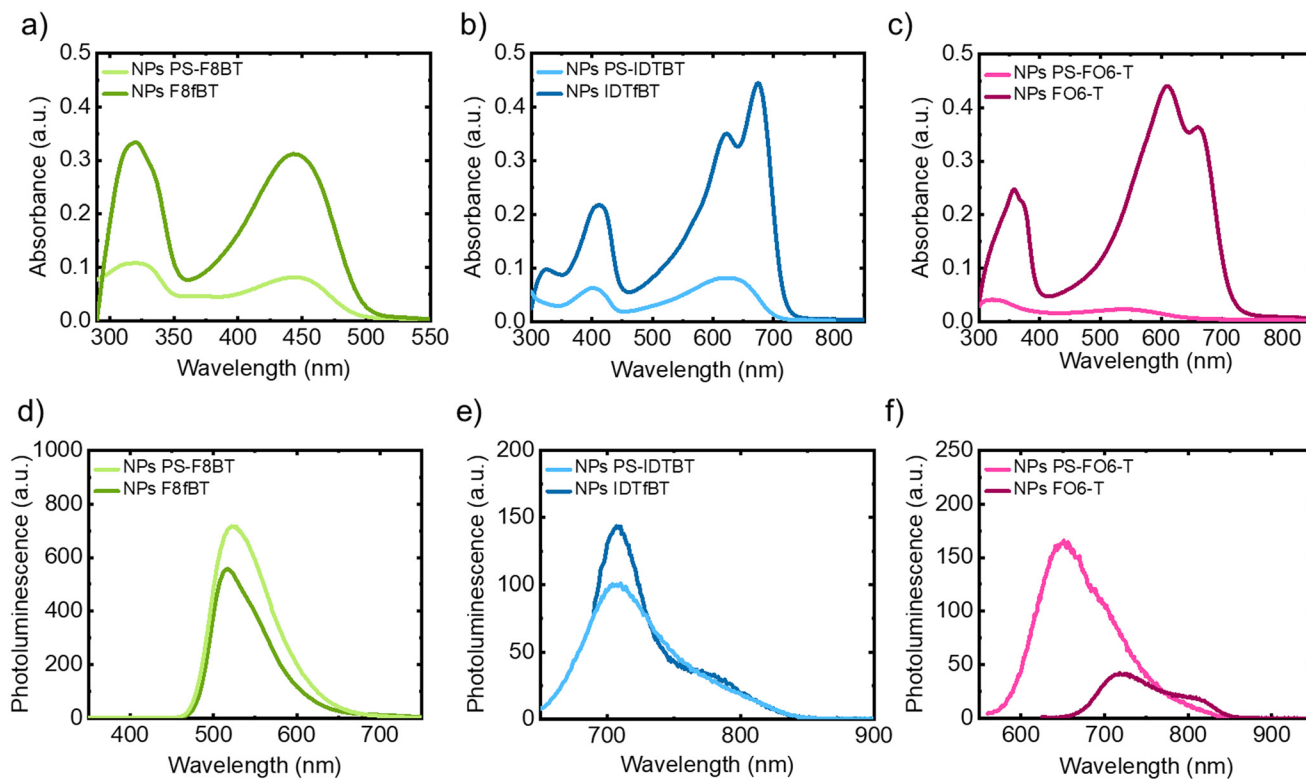 a)
0.5
0.4
0.3
0.2
0.1
0.0
Absorbance (a.u.)
NPs PS-F8BT
NPs F8fBT
300 350 400 450 500 550
Wavelength (nm)
b)
0.5
0.4
0.3
0.2
0.1
0.0
Absorbance (a.u.)
NPs PS-IDTBT
NPs IDTfBT
300 400 500 600 700 800
Wavelength (nm)
c)
0.5
0.4
0.3
0.2
0.1
0.0
Absorbance (a.u.)
NPs PS-FO6-T
NPs FO6-T
300 400 500 600 700 800
Wavelength (nm)
d)
1000
800
600
400
200
0
Photoluminescence (a.u.)
NPs PS-F8BT
NPs F8fBT
400 500 600 700
Wavelength (nm)
e)
200
150
100
50
0
Photoluminescence (a.u.)
NPs PS-IDTBT
NPs IDTfBT
700 800 900
Wavelength (nm)
f)
250
200
150
100
50
0
Photoluminescence (a.u.)
NPs PS-FO6-T
NPs FO6-T
600 700 800 900
Wavelength (nm)